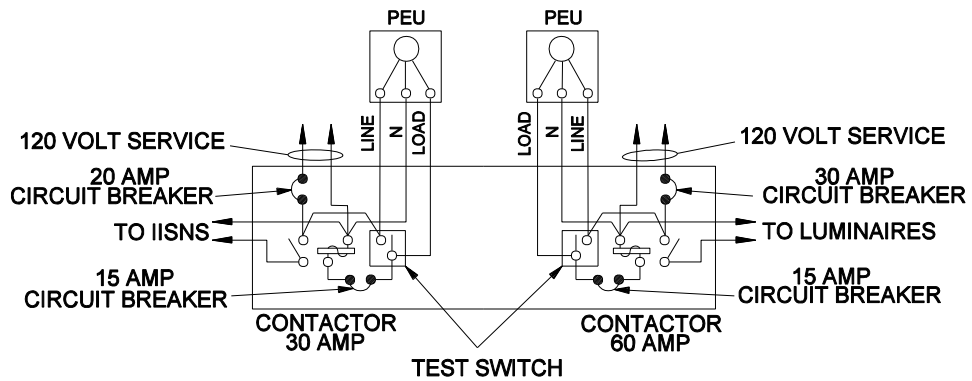 PEU
PEU
LINE
N
LOAD
LOAD
N
LINE
120 VOLT SERVICE
120 VOLT SERVICE
20 AMP
CIRCUIT BREAKER
30 AMP
CIRCUIT BREAKER
TO IISNS
TO LUMINAIRES
15 AMP
CIRCUIT BREAKER
15 AMP
CIRCUIT BREAKER
CONTACTOR
30 AMP
CONTACTOR
60 AMP
TEST SWITCH